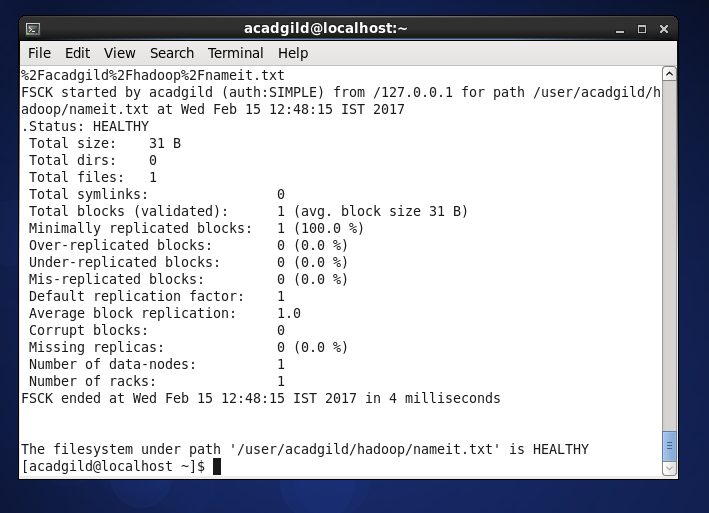 acadgild@localhost:~
File Edit View Search Terminal Help
%2Facadgild%2Fhadoop%2Fnameit.txt
FSCK started by acadgild (auth:SIMPLE) from /127.0.0.1 for path /user/acadgild/h
adoop/nameit.txt at Wed Feb 15 12:48:15 IST 2017
.Status: HEALTHY
 Total size:    31 B
 Total dirs:    0
 Total files:   1
 Total symlinks:                0
 Total blocks (validated):      1 (avg. block size 31 B)
 Minimally replicated blocks:   1 (100.0 %)
 Over-replicated blocks:        0 (0.0 %)
 Under-replicated blocks:       0 (0.0 %)
 Mis-replicated blocks:         0 (0.0 %)
 Default replication factor:    1
 Average block replication:     1.0
 Corrupt blocks:                0
 Missing replicas:              0 (0.0 %)
 Number of data-nodes:          1
 Number of racks:               1
FSCK ended at Wed Feb 15 12:48:15 IST 2017 in 4 milliseconds
The filesystem under path '/user/acadgild/hadoop/nameit.txt' is HEALTHY
[acadgild@localhost ~]$